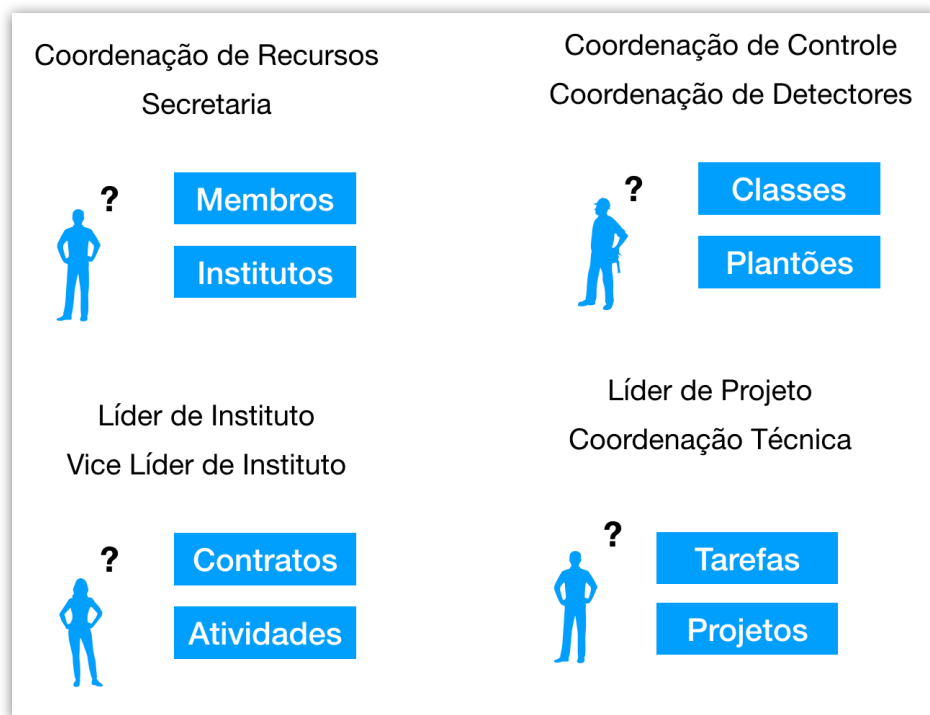 Coordenação de Recursos
Secretaria
?
Membros
Institutos
Coordenação de Controle
Coordenação de Detectores
?
Classes
Plantões
Líder de Instituto
Vice Líder de Instituto
?
Contratos
Atividades
Líder de Projeto
Coordenação Técnica
?
Tarefas
Projetos